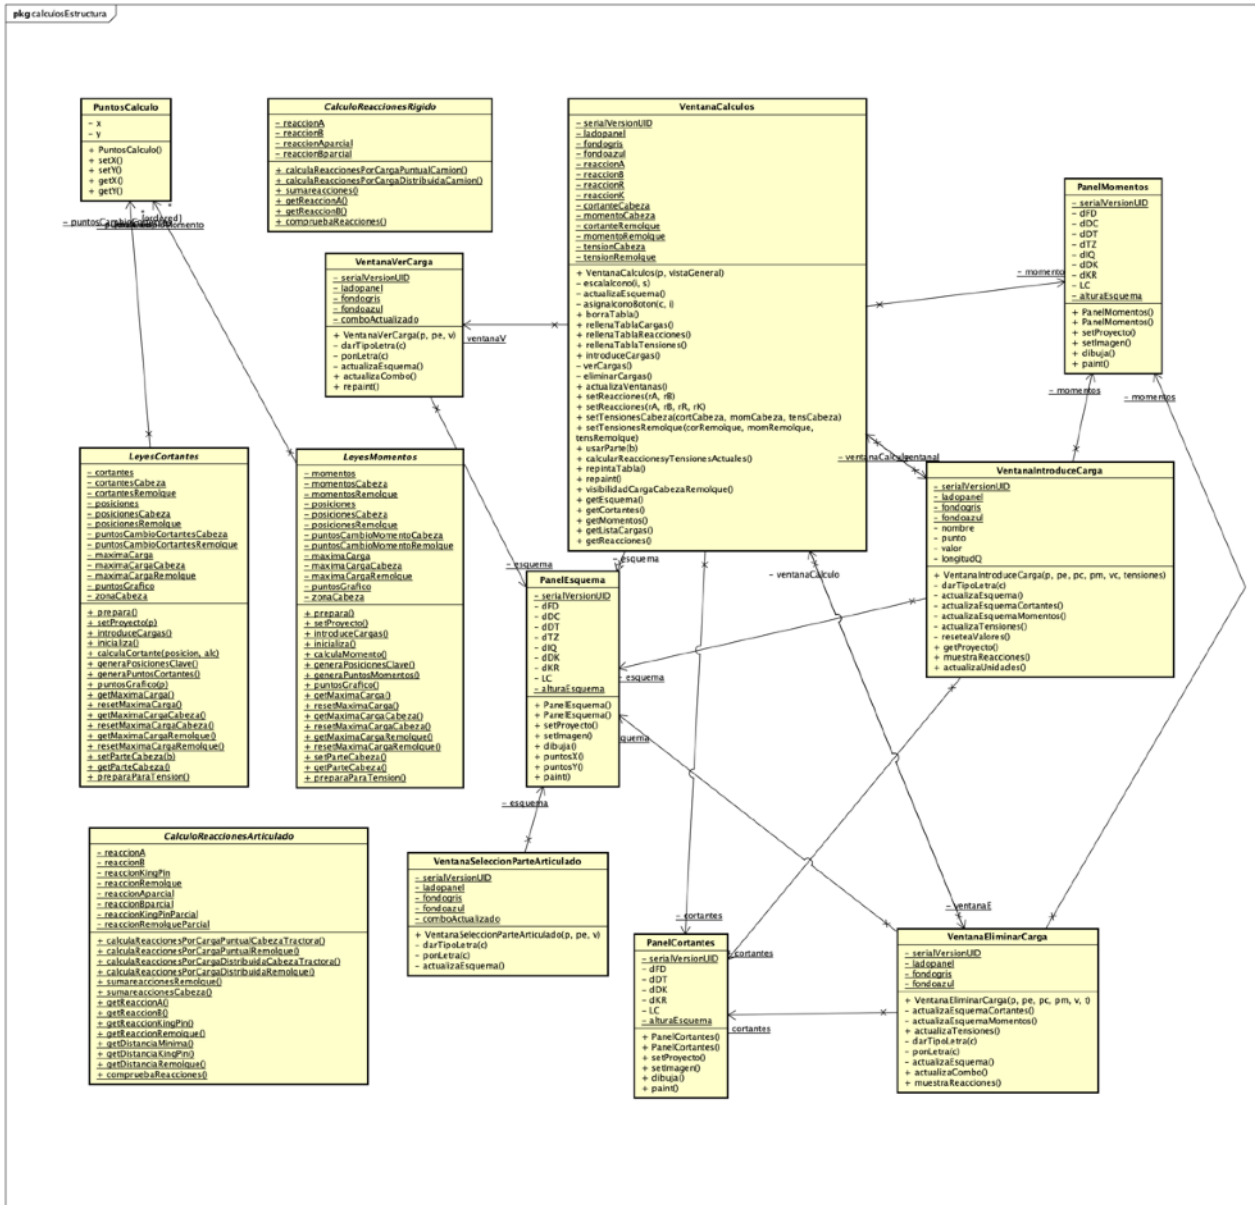 pkg calculosEstructura
PuntosCalculo
- x
- y
+ PuntosCalculo()
+ setX()
+ setY()
+ getX()
+ getY()
CalculoReaccionesRigido
- reaccionA
- reaccionB
- reaccionAparcial
- reaccionBparcial
+ calculaReaccionesPorCargaPuntualCamion()
+ calculaReaccionesPorCargaDistribuidaCamion()
+ sumareacciones()
+ getReaccionA()
+ getReaccionB()
+ compruebaReacciones()
VentanaCalculos
- serialVersionUID
- ladopanel
- fondogris
- fondoazul
- reaccionA
- reaccionB
- reaccionR
- reaccionK
- cortanteCabeza
- momentoCabeza
- cortanteRemolque
- momentoRemolque
- tensionCabeza
- tensionRemolque
+ VentanaCalculos(p, vistaGeneral)
- escalaIcono(i, s)
- actualizaEsquema()
- asignaIconoBoton(c, i)
+ borraTabla()
+ rellenaTablaCargas()
+ rellenaTablaReacciones()
+ rellenaTablaTensiones()
+ introduceCargas()
- verCargas()
- eliminarCargas()
+ actualizaVentanas()
+ setReacciones(rA, rB)
+ setReacciones(rA, rB, rR, rK)
+ setTensionesCabeza(cortCabeza, momCabeza, tensCabeza)
+ setTensionesRemolque(corRemolque, momRemolque,
tensRemolque)
+ usarParte(b)
+ calcularReaccionesyTensionesActuales()
+ repintaTabla()
+ repaint()
+ visibilidadCargaCabezaRemolque()
+ getEsquema()
+ getCortantes()
+ getMomentos()
+ getListaCargas()
+ getReacciones()
PanelMomentos
- serialVersionUID
- dFD
- dDC
- dDT
- dTZ
- dIQ
- dDK
- dKR
- LC
- alturaEsquema
+ PanelMomentos()
+ PanelMomentos()
+ setProyecto()
+ setImagen()
+ dibuja()
+ paint()
{ordered}
- momento
- momentos
- momentos
VentanaVerCarga
- serialVersionUID
- ladopanel
- fondogris
- fondoazul
- comboActualizado
+ VentanaVerCarga(p, pe, v)
- darTipoLetra(c)
- ponLetra(c)
- actualizaEsquema()
+ actualizaCombo()
+ repaint()
ventanaV
LeyesCortantes
- cortantes
- cortantesCabeza
- cortantesRemolque
- posiciones
- posicionesCabeza
- posicionesRemolque
- puntosCambioCortantesCabeza
- puntosCambioCortantesRemolque
- maximaCarga
- maximaCargaCabeza
- maximaCargaRemolque
- puntosGrafico
- zonaCabeza
+ prepara()
+ setProyecto(p)
+ introduceCargas()
+ inicializa()
+ calculaCortante(posicion, alc)
+ generaPosicionesClave()
+ generaPuntosCortantes()
+ puntosGrafico(p)
+ getMaximaCarga()
+ resetMaximaCarga()
+ getMaximaCargaCabeza()
+ resetMaximaCargaCabeza()
+ getMaximaCargaRemolque()
+ resetMaximaCargaRemolque()
+ setParteCabeza(b)
+ getParteCabeza()
+ preparaParaTension()
LeyesMomentos
- momentos
- momentosCabeza
- momentosRemolque
- posiciones
- posicionesCabeza
- posicionesRemolque
- puntosCambioMomentoCabeza
- puntosCambioMomentoRemolque
- maximaCarga
- maximaCargaCabeza
- maximaCargaRemolque
- puntosGrafico
- zonaCabeza
+ prepara()
+ setProyecto()
+ introduceCargas()
+ inicializa()
+ calculaMomento()
+ generaPosicionesClave()
+ generaPuntosMomentos()
+ puntosGrafico()
+ getMaximaCarga()
+ resetMaximaCarga()
+ getMaximaCargaCabeza()
+ resetMaximaCargaCabeza()
+ getMaximaCargaRemolque()
+ resetMaximaCargaRemolque()
+ setParteCabeza()
+ getParteCabeza()
+ preparaParaTension()
VentanaIntroduceCarga
- serialVersionUID
- ladopanel
- fondogris
- fondoazul
- nombre
- punto
- valor
- longitudQ
+ VentanaIntroduceCarga(p, pe, pc, pm, vc, tensiones)
- darTipoLetra(c)
- actualizaEsquema()
- actualizaEsquemaCortantes()
- actualizaEsquemaMomentos()
- actualizaTensiones()
- reseteaValores()
+ getProyecto()
+ muestraReacciones()
+ actualizaUnidades()
- esquema
- esquema
- ventanaCalculo
PanelEsquema
- serialVersionUID
- dFD
- dDC
- dDT
- dTZ
- dIQ
- dDK
- dKR
- LC
- alturaEsquema
+ PanelEsquema()
+ PanelEsquema()
+ setProyecto()
+ setImagen()
+ dibuja()
+ puntosX()
+ puntosY()
+ paint()
- esquema
- esquema
CalculoReaccionesArticulado
- reaccionA
- reaccionB
- reaccionKingPin
- reaccionRemolque
- reaccionAparcial
- reaccionBparcial
- reaccionKingPinParcial
- reaccionRemolqueParcial
+ calculaReaccionesPorCargaPuntualCabezaTractora()
+ calculaReaccionesPorCargaPuntualRemolque()
+ calculaReaccionesPorCargaDistribuidaCabezaTractora()
+ calculaReaccionesPorCargaDistribuidaRemolque()
+ sumareaccionesRemolque()
+ sumareaccionesCabeza()
+ getReaccionA()
+ getReaccionB()
+ getReaccionKingPin()
+ getReaccionRemolque()
+ getDistanciaMinima()
+ getDistanciaKingPin()
+ getDistanciaRemolque()
+ compruebaReacciones()
VentanaSeleccionParteArticulado
- serialVersionUID
- ladopanel
- fondogris
- fondoazul
- comboActualizado
+ VentanaSeleccionParteArticulado(p, pe, v)
- darTipoLetra(c)
- ponLetra(c)
- actualizaEsquema()
- cortantes
- ventanaE
PanelCortantes
- serialVersionUID
- dFD
- dDT
- dDK
- dKR
- LC
- alturaEsquema
+ PanelCortantes()
+ PanelCortantes()
+ setProyecto()
+ setImagen()
+ dibuja()
+ paint()
cortantes
cortantes
VentanaEliminarCarga
- serialVersionUID
- ladopanel
- fondogris
- fondoazul
+ VentanaEliminarCarga(p, pe, pc, pm, v, t)
- actualizaEsquemaCortantes()
- actualizaEsquemaMomentos()
+ actualizaTensiones()
- darTipoLetra(c)
- ponLetra(c)
- actualizaEsquema()
+ actualizaCombo()
+ muestraReacciones()